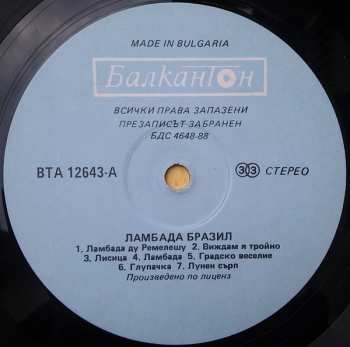 MADE IN BULGARIA
Балкантон
ВСИЧКИ ПРАВА ЗАПАЗЕНИ
ПРЕЗАПИСЪТ ЗАБРАНЕН
БДС 4648-88
ВТА 12643-А
33 СТЕРЕО
ЛАМБАДА БРАЗИЛ
1. Ламбада ду Ремелешу 2. Виждам я тройно
3. Лисица 4. Ламбада 5. Градско веселие
6. Глупачка 7. Лунен сърп
Произведено по лиценз